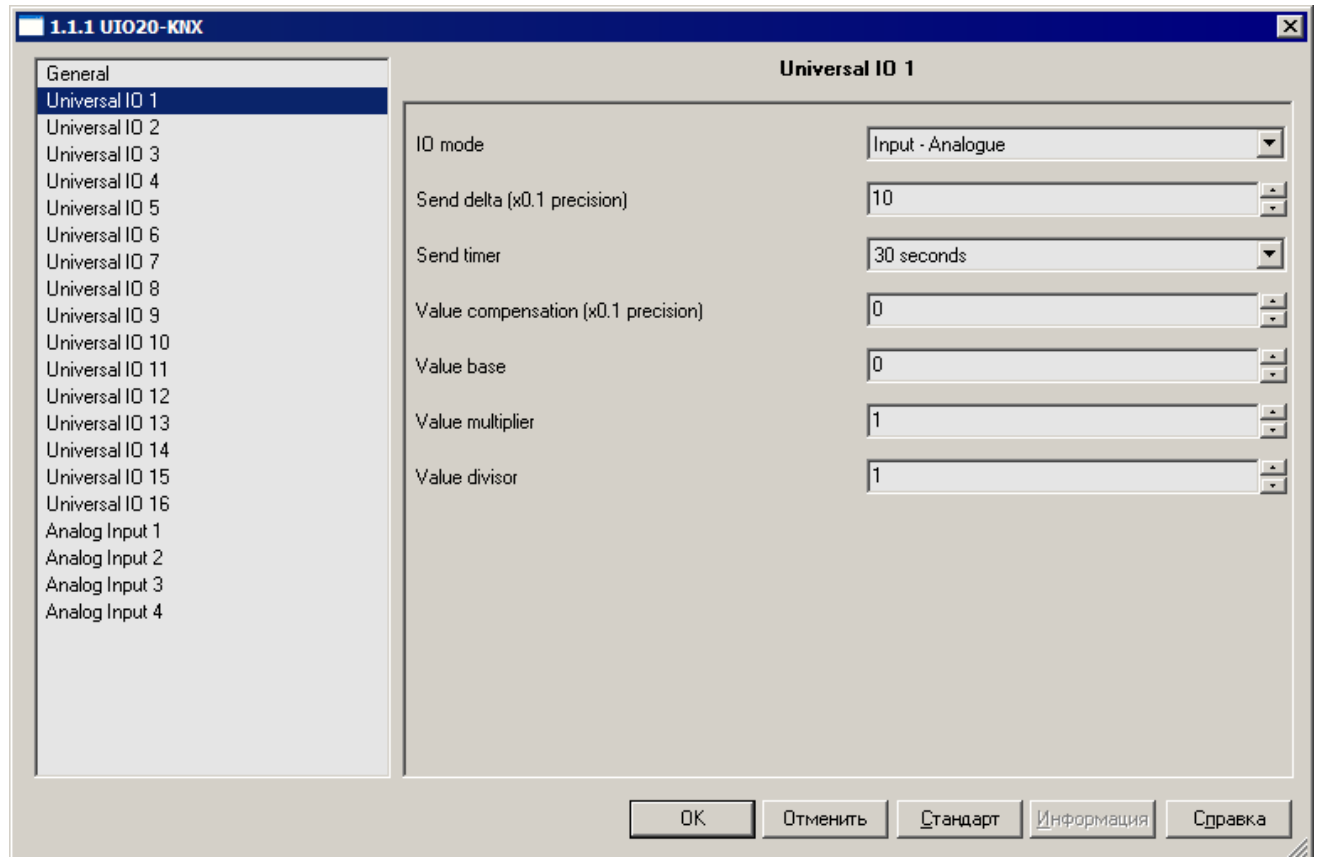 1.1.1 UIO20-KNX
General
Universal IO 1
Universal IO 2
Universal IO 3
Universal IO 4
Universal IO 5
Universal IO 6
Universal IO 7
Universal IO 8
Universal IO 9
Universal IO 10
Universal IO 11
Universal IO 12
Universal IO 13
Universal IO 14
Universal IO 15
Universal IO 16
Analog Input 1
Analog Input 2
Analog Input 3
Analog Input 4
Universal IO 1
IO mode Input - Analogue
Send delta (x0.1 precision) 10
Send timer 30 seconds
Value compensation (x0.1 precision) 0
Value base 0
Value multiplier 1
Value divisor 1
OK Отменить Стандарт Информация Справка